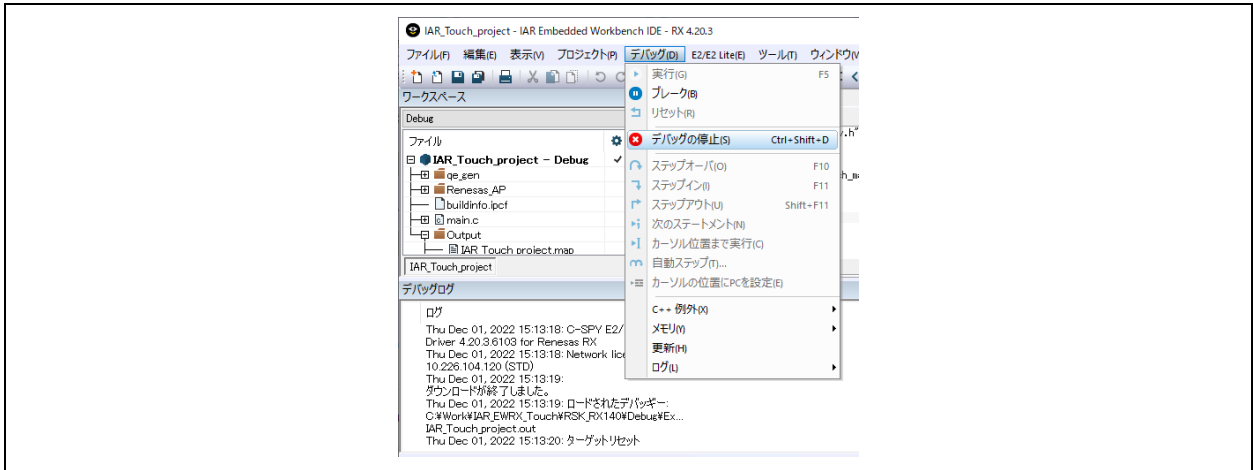 IAR_Touch_project - IAR Embedded Workbench IDE - RX 4.20.3
ファイル(F) 編集(E) 表示(V) プロジェクト(P) デバッグ(D) E2/E2 Lite(E) ツール(T) ウィンドウ(W
ワークスペース
Debug
ファイル
IAR_Touch_project - Debug
qe_gen
Renesas_AP
buildinfo.ipcf
main.c
Output
IAR Touch project.map
IAR_Touch_project
実行(G) F5
ブレーク(B)
リセット(R)
デバッグの停止(S) Ctrl+Shift+D
ステップオーバ(O) F10
ステップイン(I) F11
ステップアウト(U) Shift+F11
次のステートメント(N)
カーソル位置まで実行(C)
自動ステップ(T)...
カーソルの位置にPCを設定(E)
C++ 例外(X)
メモリ(Y)
更新(H)
ログ(L)
デバッグログ
ログ
Thu Dec 01, 2022 15:13:18: C-SPY E2/
Driver 4.20.3.6103 for Renesas RX
Thu Dec 01, 2022 15:13:18: Network lice
10.226.104.120 (STD)
Thu Dec 01, 2022 15:13:19:
ダウンロードが終了しました。
Thu Dec 01, 2022 15:13:19: ロードされたデバッギー:
C:¥Work¥IAR_EWRX_Touch¥RSK_RX140¥Debug¥Ex...
IAR_Touch_project.out
Thu Dec 01, 2022 15:13:20: ターゲットリセット